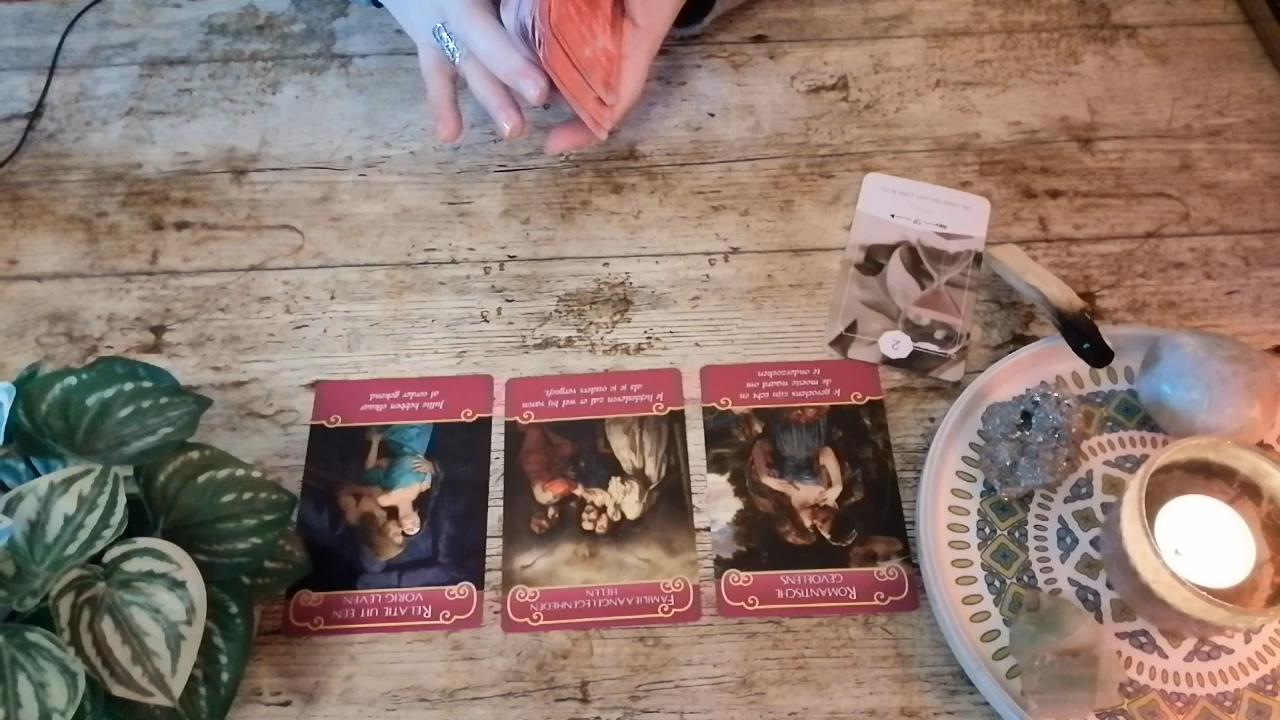 RELATIE UIT EEN
VORIG LEVEN
Jullie hebben elkaar
al eerder gekend
FAMILIEAANGELEGENHEDEN
HELEN
Je liefdesleven zal er wel bij varen
als je je ouders vergeeft.
ROMANTISCHE
GEVOELENS
Je gevoelens zijn echt en
de moeite waard om
te onderzoeken
2